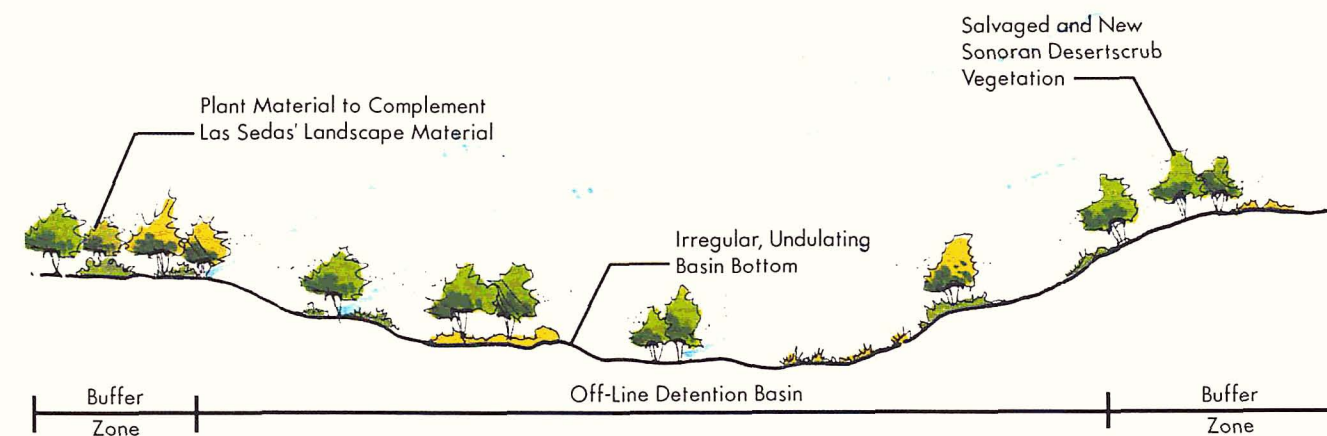 Salvaged and New
Sonoran Desertscrub
Vegetation
Plant Material to Complement
Las Sedas' Landscape Material
Irregular, Undulating
Basin Bottom
Buffer
Zone
Off-Line Detention Basin
Buffer
Zone